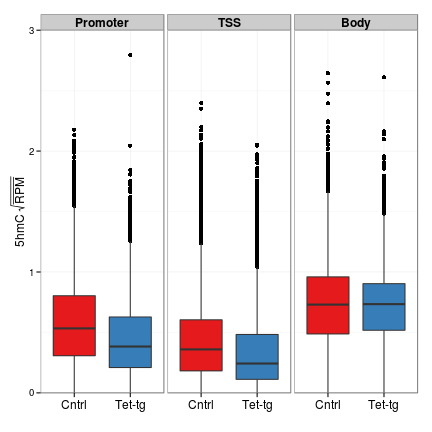 Promoter TSS Body
3
2
1
0
5hmC √RPM
Cntrl Tet-tg Cntrl Tet-tg Cntrl Tet-tg